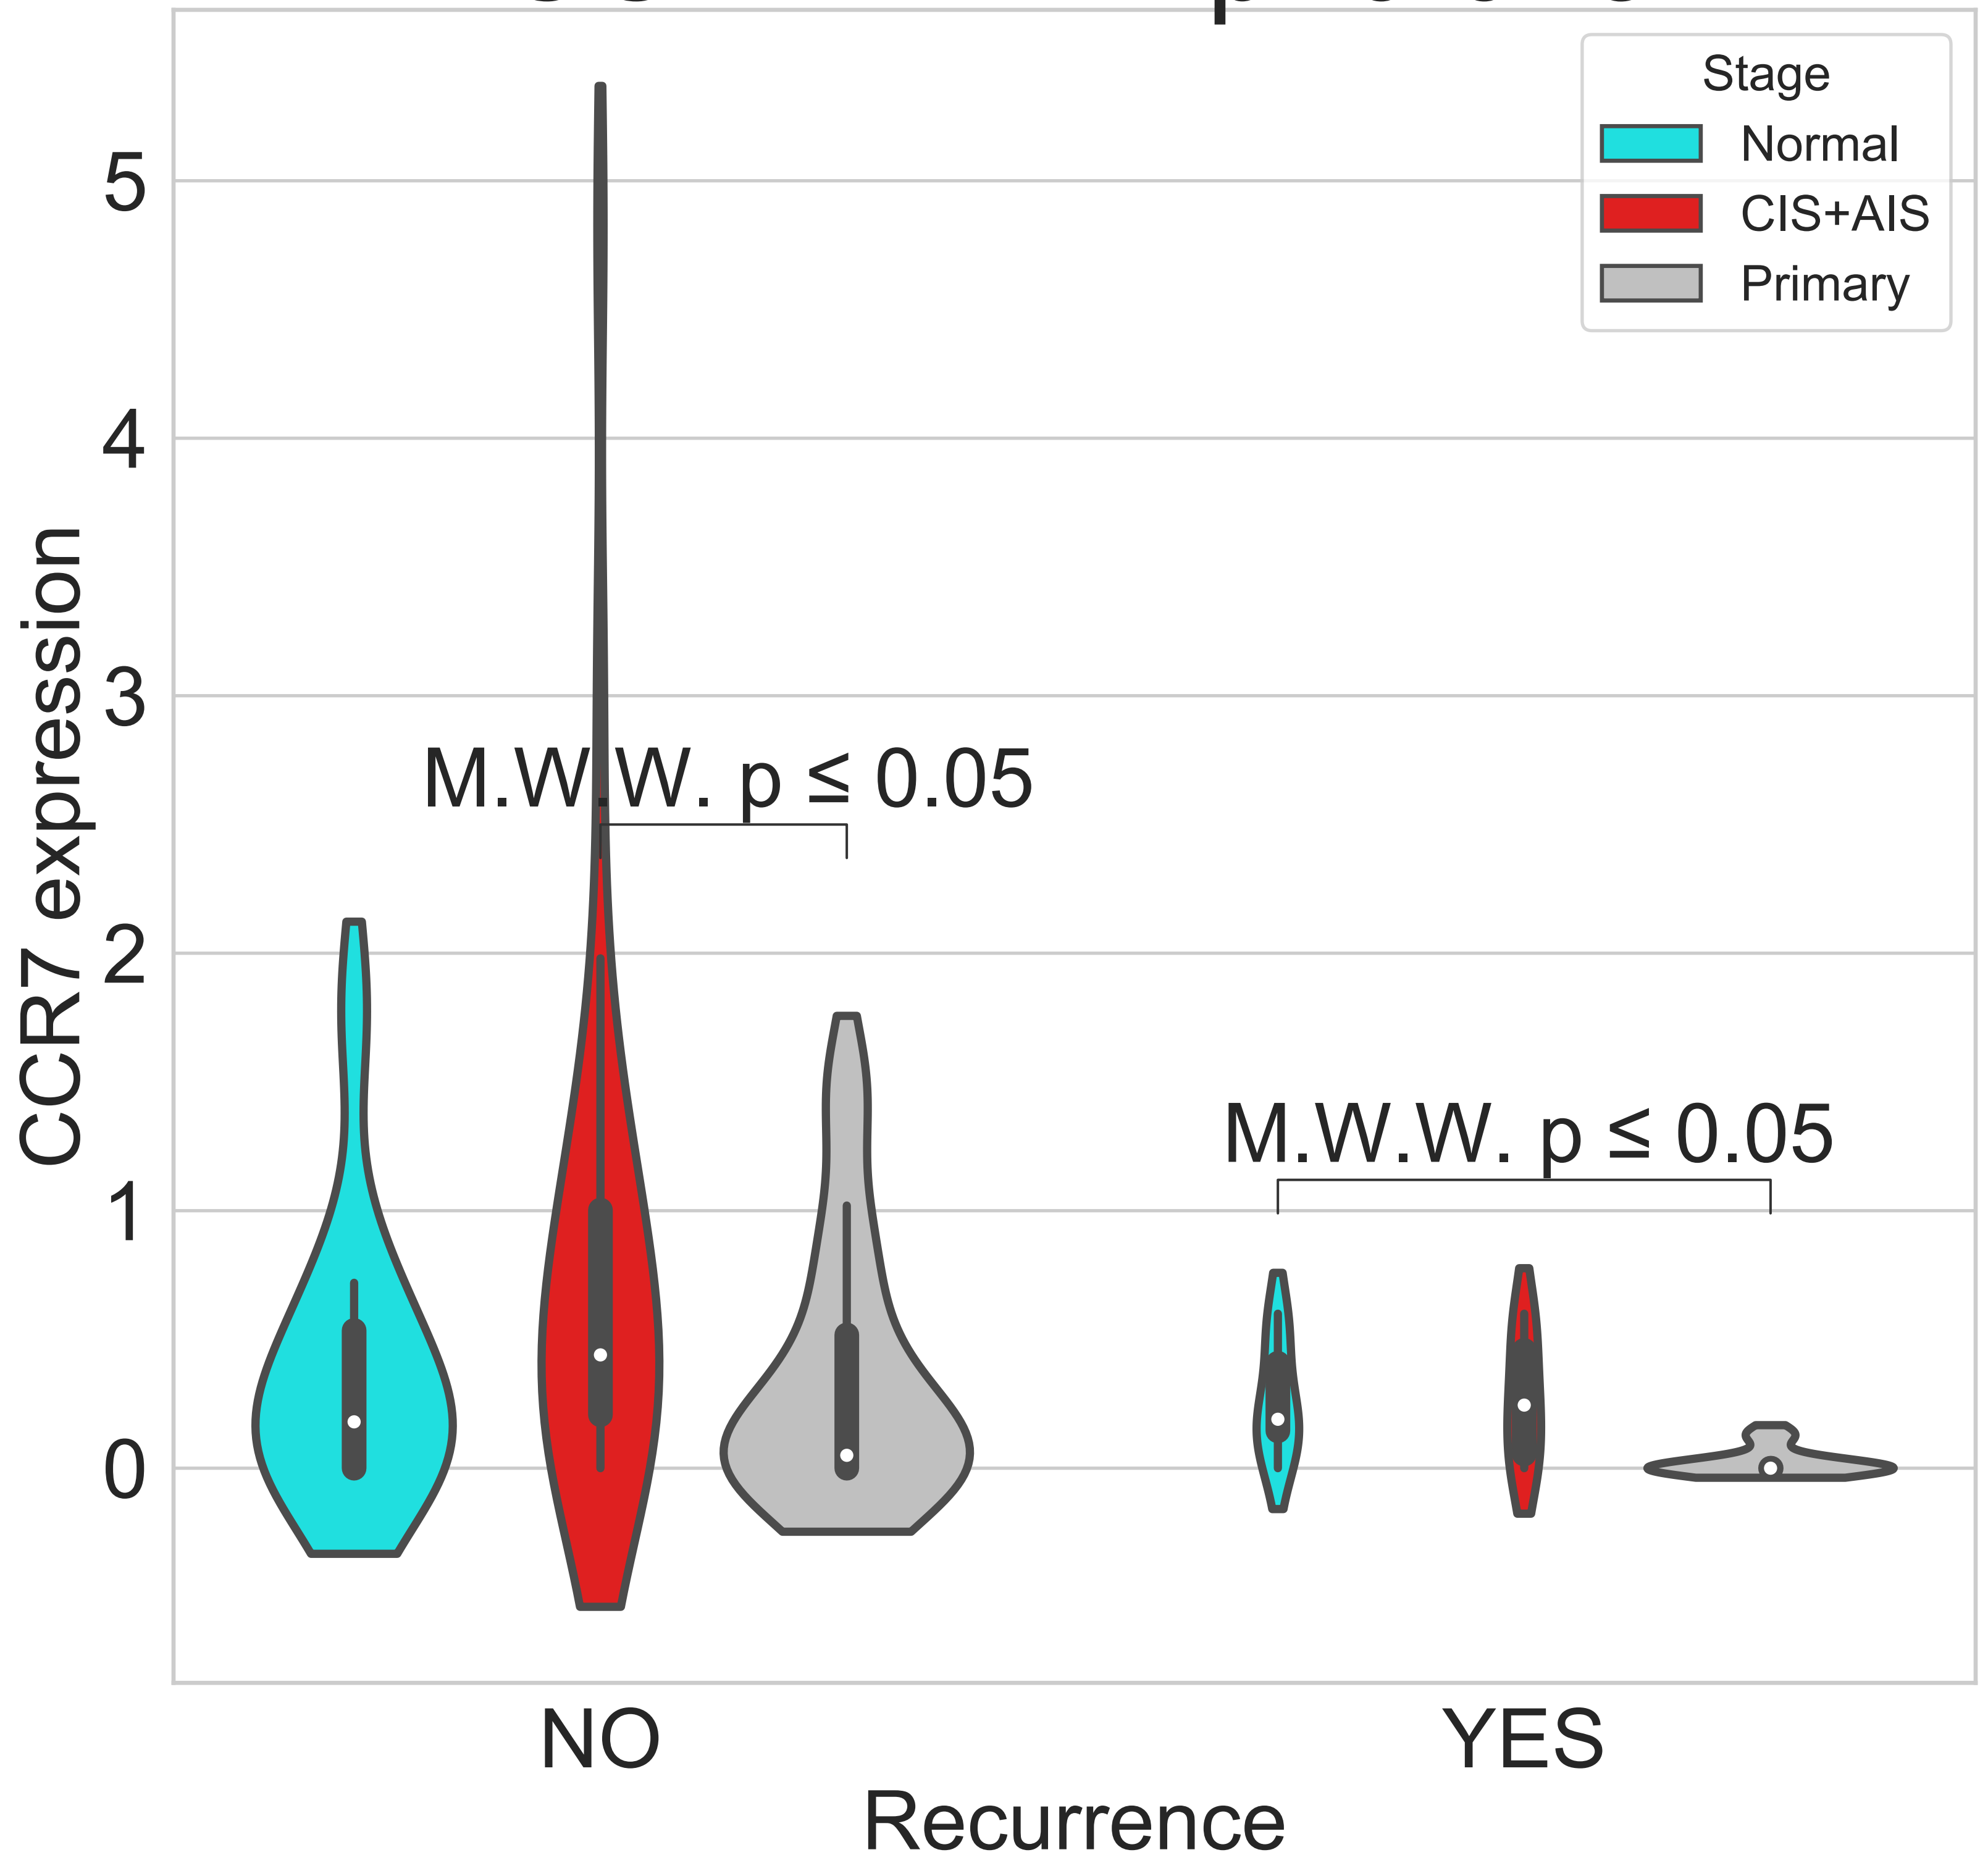 Stage
Normal
CIS+AIS
Primary
5
4
3
2
1
0
CCR7 expression
M.W.W. p ≤ 0.05
M.W.W. p ≤ 0.05
NO
YES
Recurrence